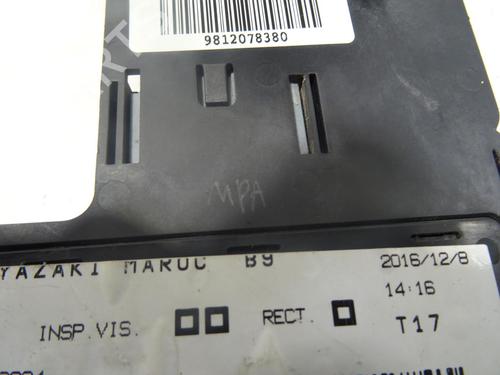 9812078380
MPA
YAZAKI MAROC B9 2016/12/8
14:16
INSP.VIS. RECT. T17